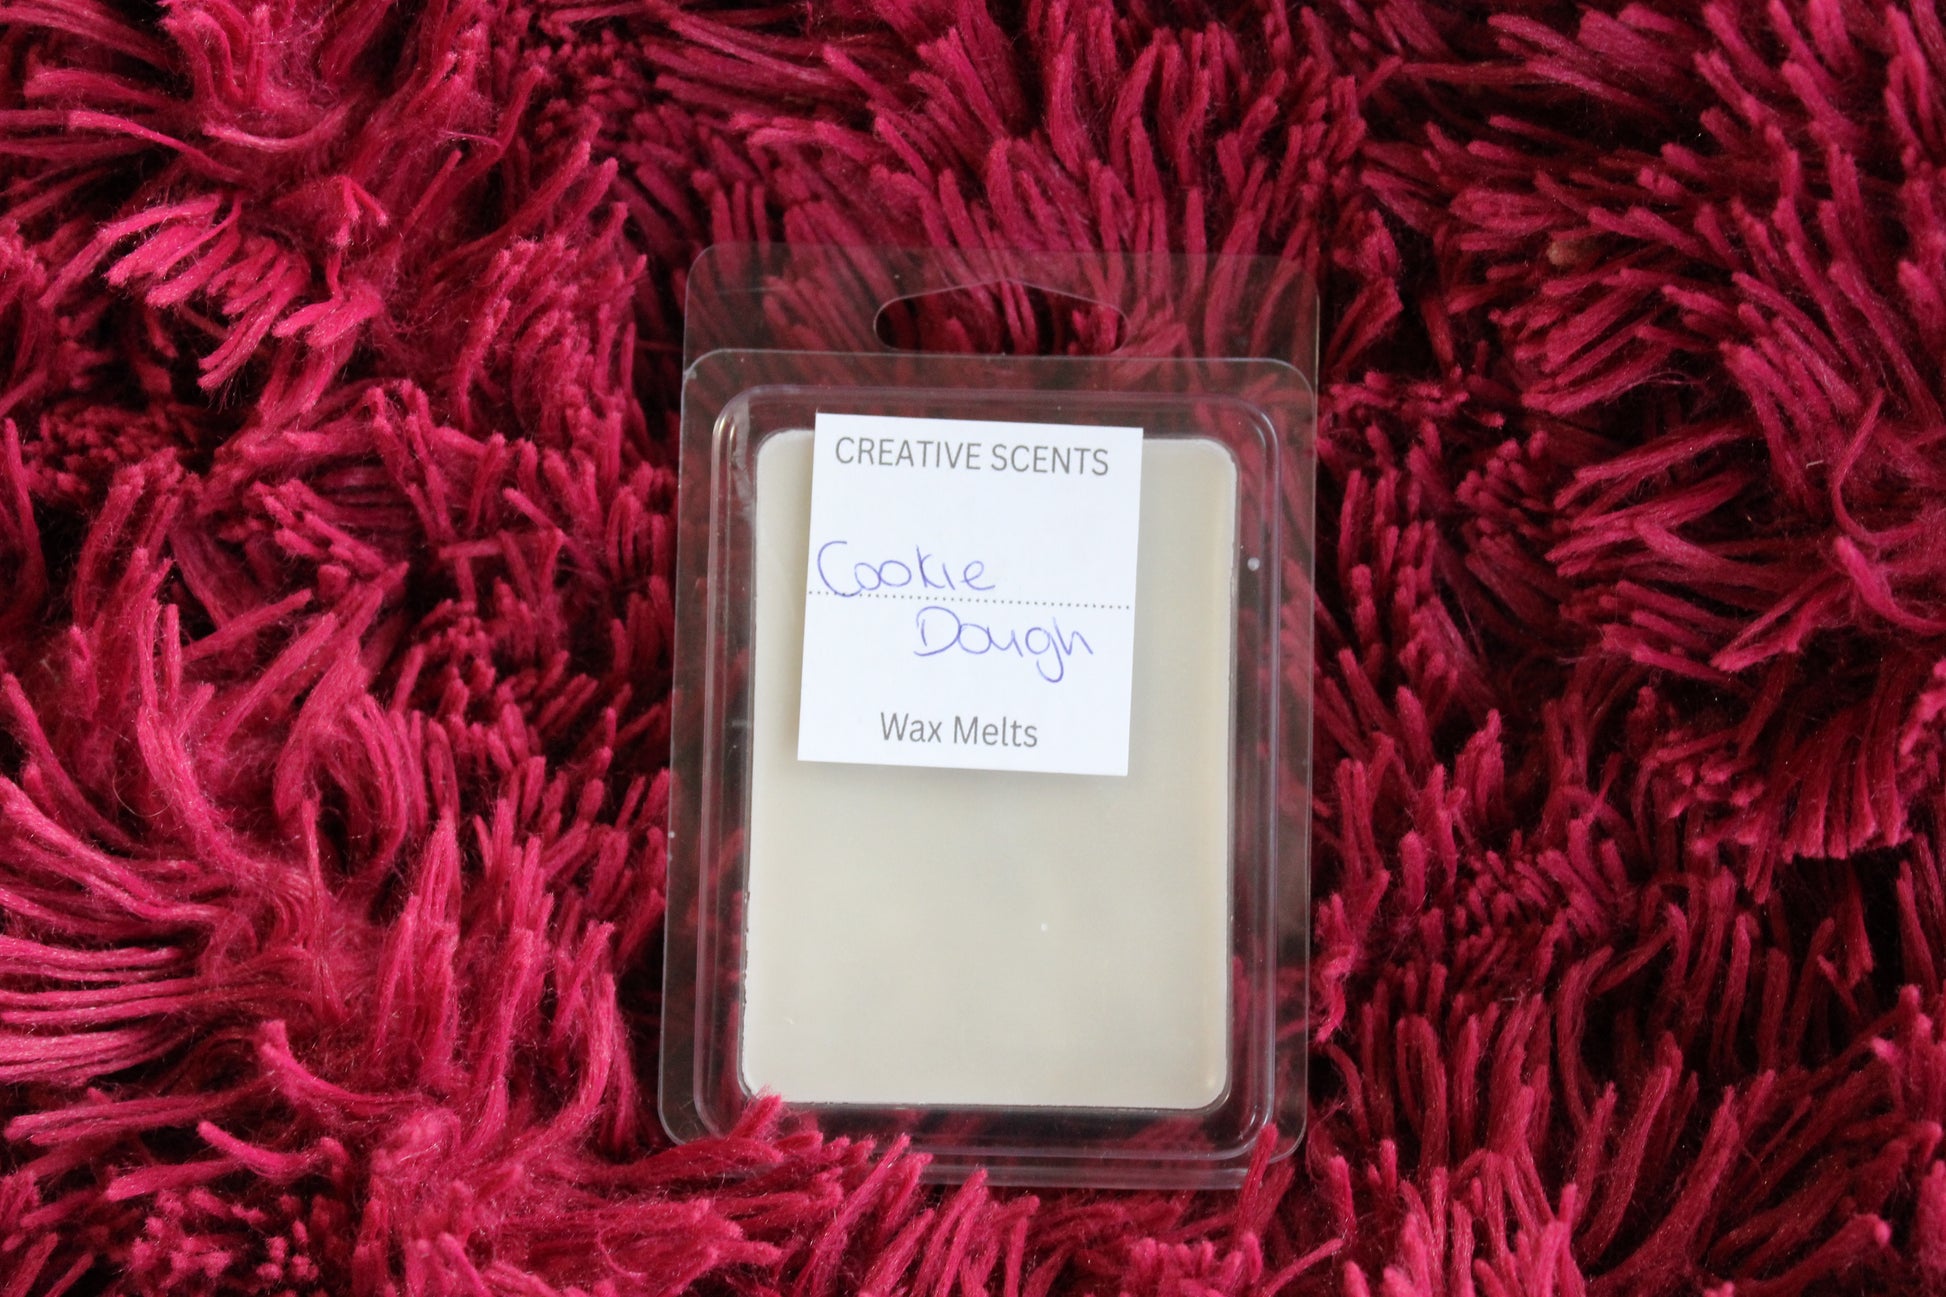 CREATIVE SCENTS
Cookie
Dough
Wax Melts